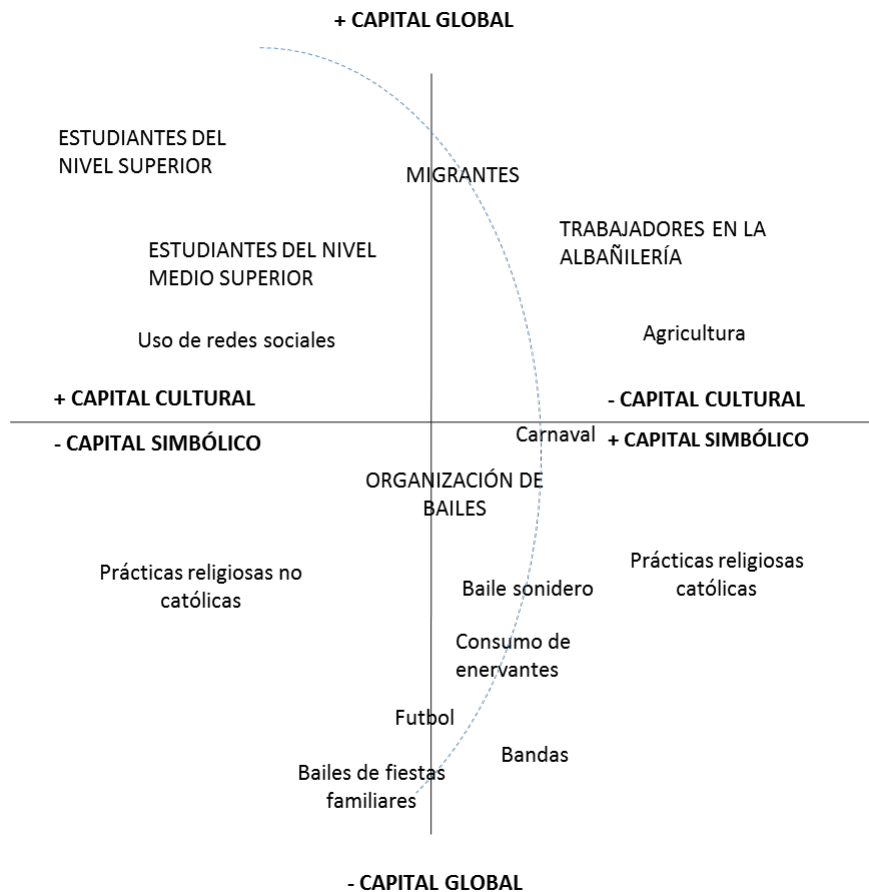 + CAPITAL GLOBAL
ESTUDIANTES DEL
NIVEL SUPERIOR
MIGRANTES
TRABAJADORES EN LA
ALBAÑILERÍA
ESTUDIANTES DEL NIVEL
MEDIO SUPERIOR
Uso de redes sociales
Agricultura
+ CAPITAL CULTURAL
- CAPITAL CULTURAL
- CAPITAL SIMBÓLICO
Carnaval
+ CAPITAL SIMBÓLICO
ORGANIZACIÓN DE
BAILES
Prácticas religiosas no
católicas
Prácticas religiosas
católicas
Baile sonidero
Consumo de
enervantes
Futbol
Bandas
Bailes de fiestas
familiares
- CAPITAL GLOBAL